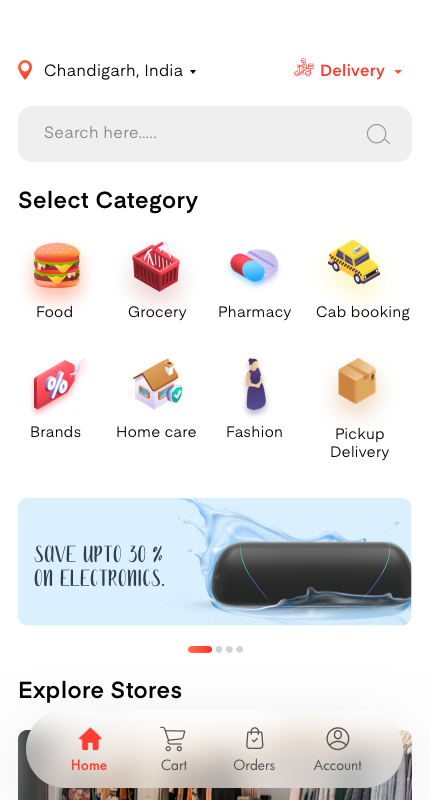 Chandigarh, India
Delivery
Search here.....
Select Category
Food
Grocery
Pharmacy
Cab booking
%
Brands
Home care
Fashion
Pickup
Delivery
SAVE UPTO 30 %
ON ELECTRONICS.
Explore Stores
Home
Cart
Orders
Account